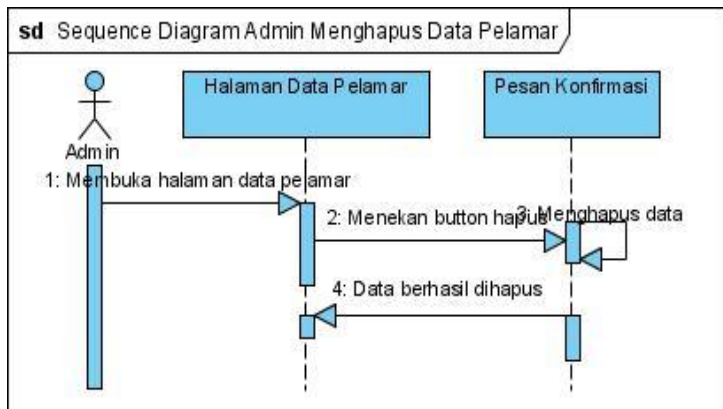 sd Sequence Diagram Admin Menghapus Data Pelamar
Halaman Data Pelamar
Pesan Konfirmasi
Admin
1: Membuka halaman data pelamar
2: Menekan button hapus
3: Menghapus data
4: Data berhasil dihapus